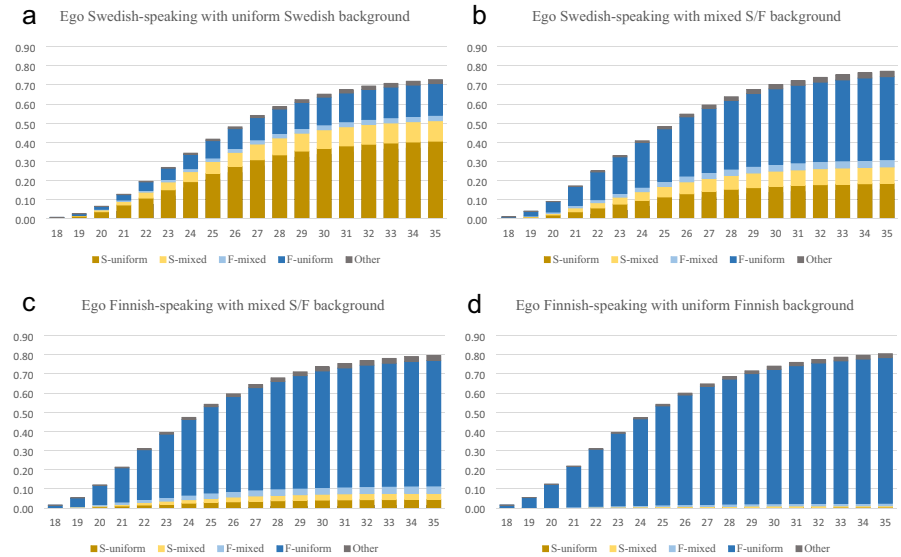 a
Ego Swedish-speaking with uniform Swedish background
0.90
0.80
0.70
0.60
0.50
0.40
0.30
0.20
0.10
0.00
18 19 20 21 22 23 24 25 26 27 28 29 30 31 32 33 34 35
S-uniform S-mixed F-mixed F-uniform Other
b
Ego Swedish-speaking with mixed S/F background
0.90
0.80
0.70
0.60
0.50
0.40
0.30
0.20
0.10
0.00
18 19 20 21 22 23 24 25 26 27 28 29 30 31 32 33 34 35
S-uniform S-mixed F-mixed F-uniform Other
c
Ego Finnish-speaking with mixed S/F background
0.90
0.80
0.70
0.60
0.50
0.40
0.30
0.20
0.10
0.00
18 19 20 21 22 23 24 25 26 27 28 29 30 31 32 33 34 35
S-uniform S-mixed F-mixed F-uniform Other
d
Ego Finnish-speaking with uniform Finnish background
0.90
0.80
0.70
0.60
0.50
0.40
0.30
0.20
0.10
0.00
18 19 20 21 22 23 24 25 26 27 28 29 30 31 32 33 34 35
S-uniform S-mixed F-mixed F-uniform Other